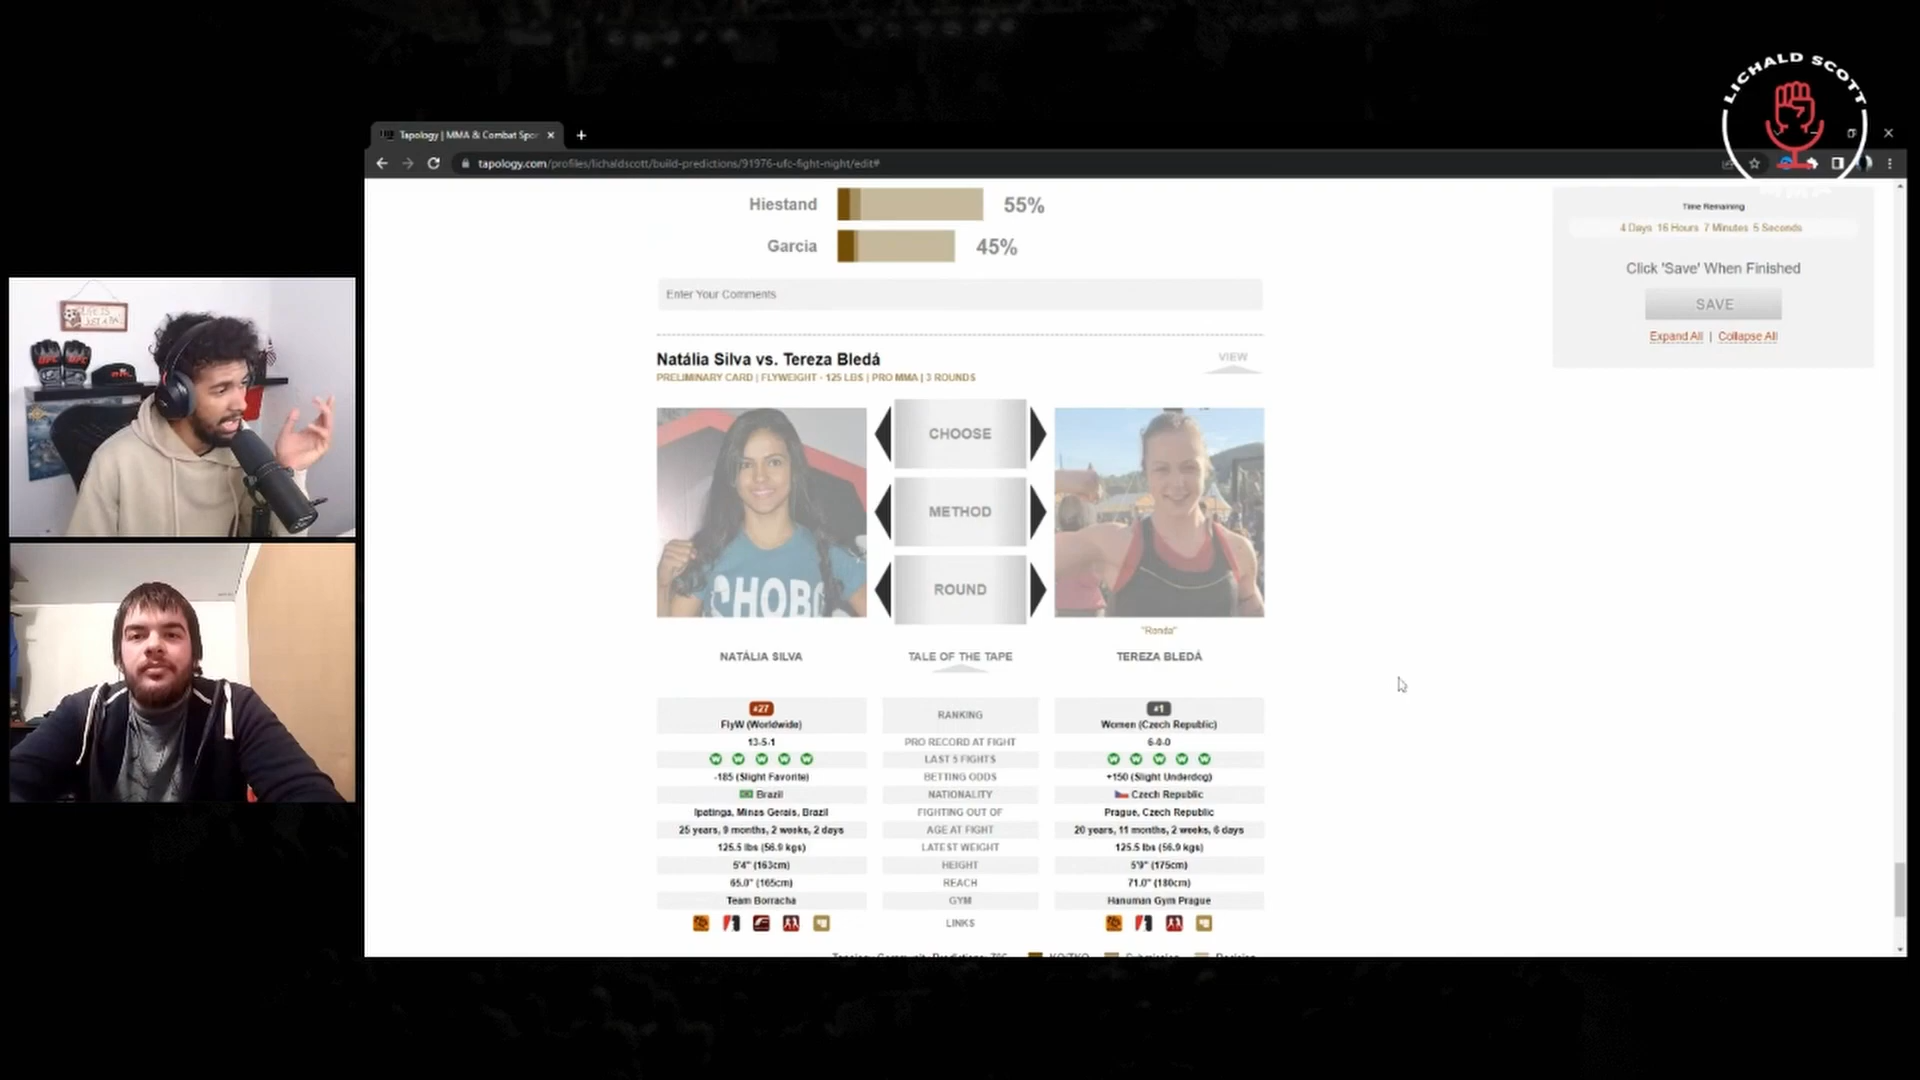 LICHALD SCOTT
Tapology | MMA & Combat Spor
tapology.com/profiles/lichaldscott/build-predictions/91976-ufc-fight-night/edit#
Hiestand 55%
Garcia 45%
Enter Your Comments
Time Remaining
4 Days 16 Hours 7 Minutes 5 Seconds
Click 'Save' When Finished
SAVE
Expand All | Collapse All
Natália Silva vs. Tereza Bledá
PRELIMINARY CARD | FLYWEIGHT · 125 LBS | PRO MMA | 3 ROUNDS
VIEW
CHOOSE
METHOD
ROUND
"Ronda"
NATÁLIA SILVA TALE OF THE TAPE TEREZA BLEDÁ
#27 #1
FlyW (Worldwide) RANKING Women (Czech Republic)
13-5-1 PRO RECORD AT FIGHT 6-0-0
W W W W W LAST 5 FIGHTS W W W W W
-185 (Slight Favorite) BETTING ODDS +150 (Slight Underdog)
Brazil NATIONALITY Czech Republic
Ipatinga, Minas Gerais, Brazil FIGHTING OUT OF Prague, Czech Republic
25 years, 9 months, 2 weeks, 2 days AGE AT FIGHT 20 years, 11 months, 2 weeks, 6 days
125.5 lbs (56.9 kgs) LATEST WEIGHT 125.5 lbs (56.9 kgs)
5'4" (163cm) HEIGHT 5'9" (175cm)
65.0" (165cm) REACH 71.0" (180cm)
Team Borracha GYM Hanuman Gym Prague
LINKS